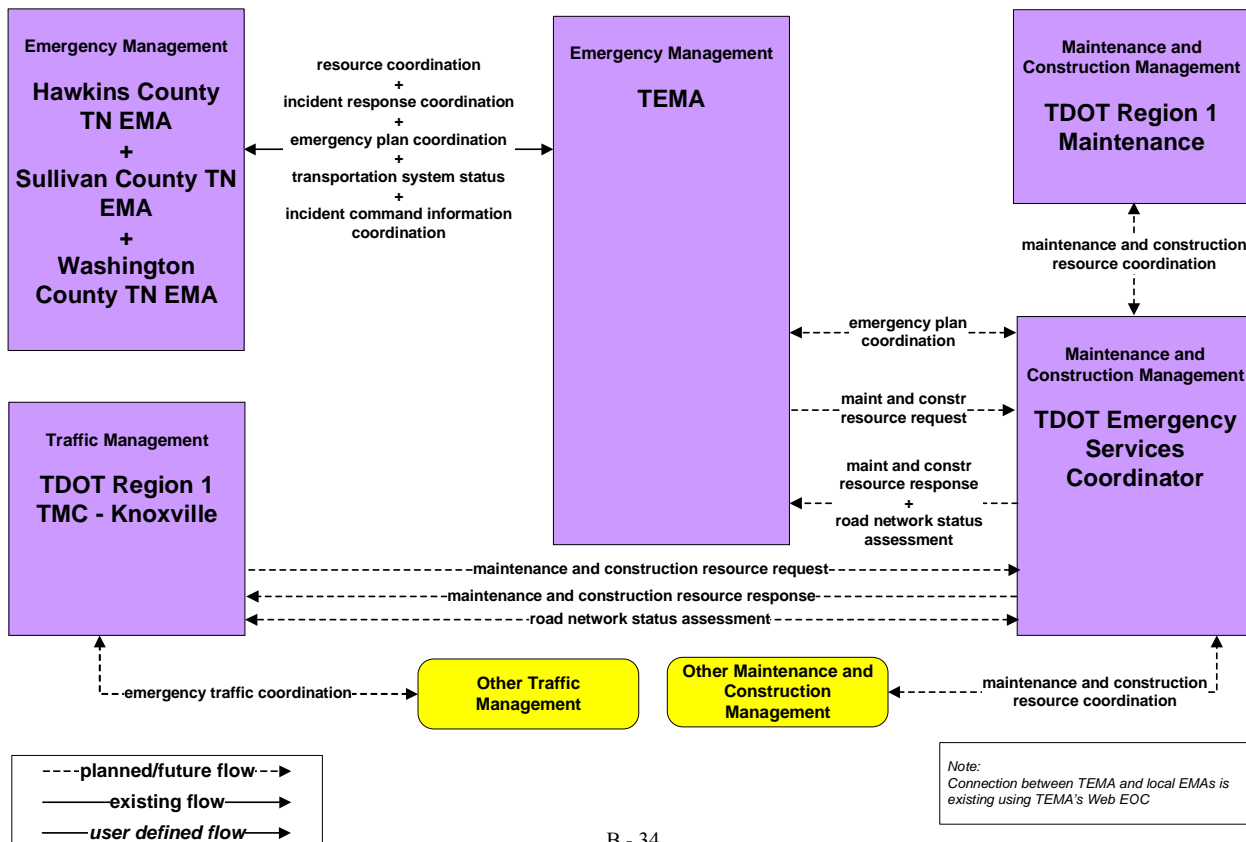 Emergency Management
Hawkins County
TN EMA
+
Sullivan County TN
EMA
+
Washington
County TN EMA
resource coordination
+
incident response coordination
+
emergency plan coordination
+
transportation system status
+
incident command information
coordination
Emergency Management
TEMA
Maintenance and
Construction Management
TDOT Region 1
Maintenance
maintenance and construction
resource coordination
emergency plan
coordination
maint and constr
resource request
maint and constr
resource response
+
road network status
assessment
Maintenance and
Construction Management
TDOT Emergency
Services
Coordinator
Traffic Management
TDOT Region 1
TMC - Knoxville
maintenance and construction resource request
maintenance and construction resource response
road network status assessment
emergency traffic coordination
Other Traffic
Management
Other Maintenance and
Construction
Management
maintenance and construction
resource coordination
planned/future flow
existing flow
user defined flow
Note:
Connection between TEMA and local EMAs is
existing using TEMA's Web EOC
B - 34